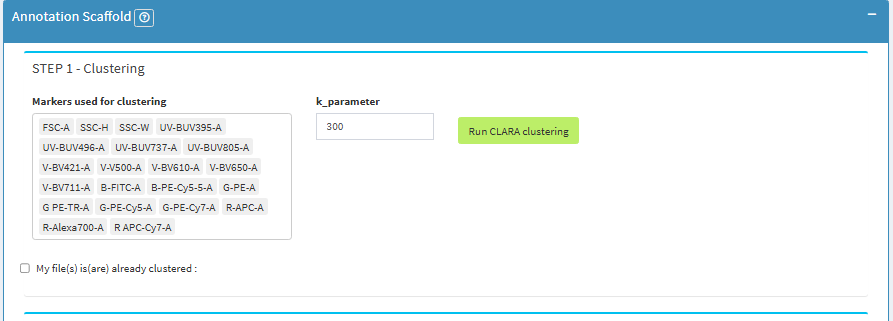 Annotation Scaffold
STEP 1 - Clustering
Markers used for clustering
FSC-A SSC-H SSC-W UV-BUV395-A
UV-BUV496-A UV-BUV737-A UV-BUV805-A
V-BV421-A V-V500-A V-BV610-A V-BV650-A
V-BV711-A B-FITC-A B-PE-Cy5-5-A G-PE-A
G PE-TR-A G-PE-Cy5-A G-PE-Cy7-A R-APC-A
R-Alexa700-A R APC-Cy7-A
k_parameter
300
Run CLARA clustering
My file(s) is(are) already clustered :